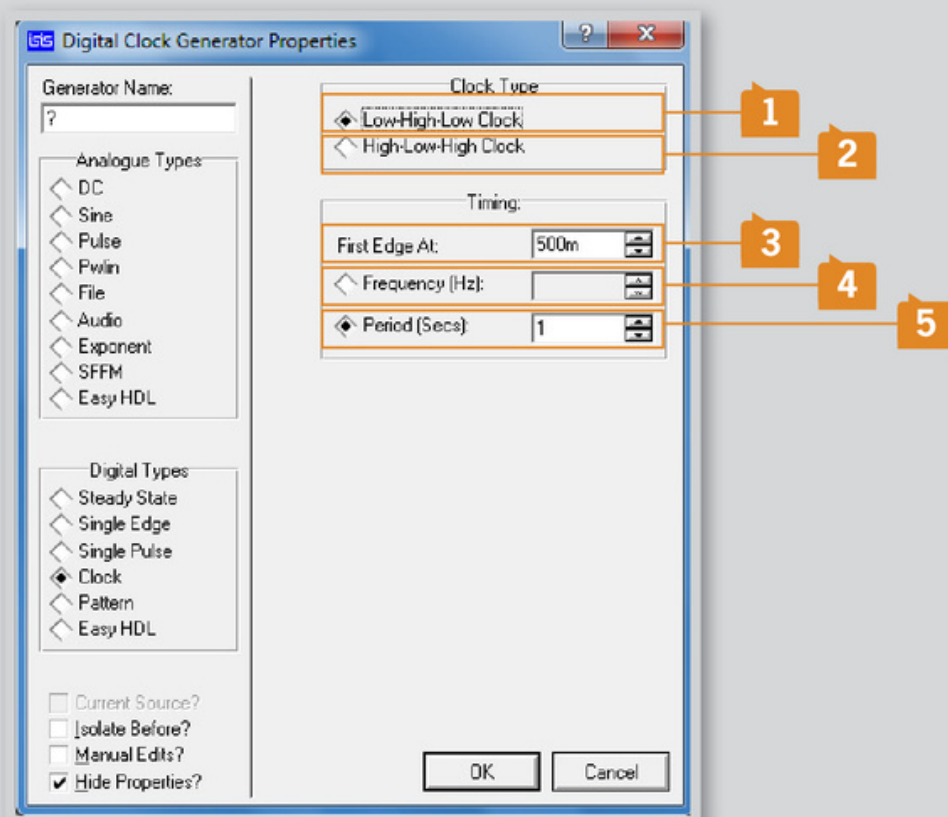 isis Digital Clock Generator Properties
? X
Generator Name:
?
Analogue Types
DC
Sine
Pulse
Pwlin
File
Audio
Exponent
SFFM
Easy HDL
Digital Types
Steady State
Single Edge
Single Pulse
Clock
Pattern
Easy HDL
Current Source?
Isolate Before?
Manual Edits?
Hide Properties?
Clock Type
Low-High-Low Clock
High-Low-High Clock
Timing:
First Edge At: 500m
Frequency (Hz):
Period (Secs): 1
OK Cancel
1
2
3
4
5